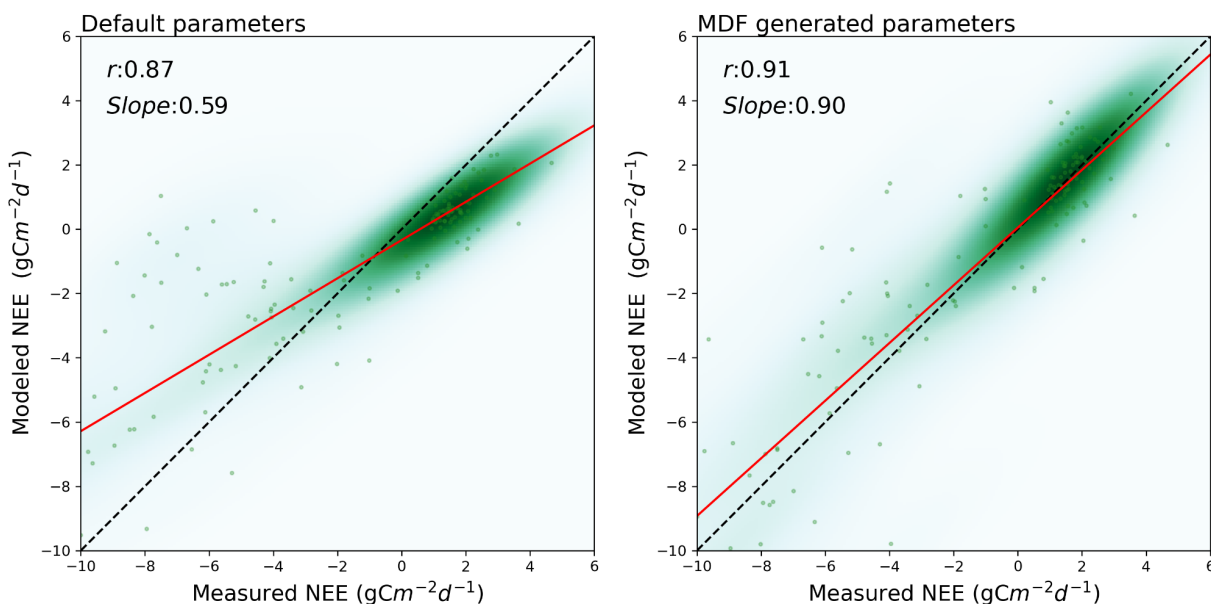 Default parameters
r:0.87
Slope:0.59
6
4
2
0
−2
−4
−6
−8
−10
−10 −8 −6 −4 −2 0 2 4 6
Modeled NEE (gCm⁻²d⁻¹)
Measured NEE (gCm⁻²d⁻¹)
MDF generated parameters
r:0.91
Slope:0.90
6
4
2
0
−2
−4
−6
−8
−10
−10 −8 −6 −4 −2 0 2 4 6
Modeled NEE (gCm⁻²d⁻¹)
Measured NEE (gCm⁻²d⁻¹)